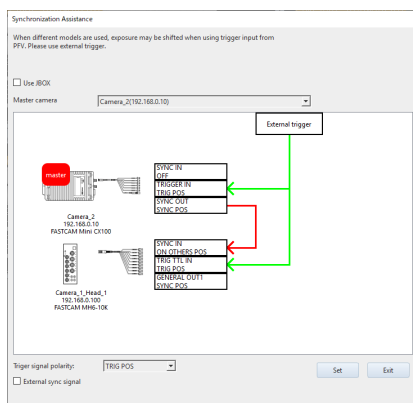 Synchronization Assistance
When different models are used, exposure may be shifted when using trigger input from
PFV. Please use external trigger.
Use JBOX
Master camera
Camera_2(192.168.0.10)
External trigger
master
SYNC IN
OFF
TRIGGER IN
TRIG POS
SYNC OUT
SYNC POS
Camera_2
192.168.0.10
FASTCAM Mini CX100
SYNC IN
ON OTHERS POS
TRIG TTL IN
TRIG POS
GENERAL OUT1
SYNC POS
Camera_1_Head_1
192.168.0.100
FASTCAM MH6-10K
Triger signal polarity:
TRIG POS
Set
Exit
External sync signal